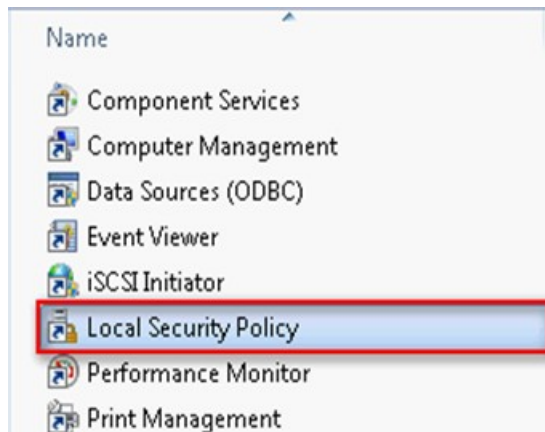 Name
Component Services
Computer Management
Data Sources (ODBC)
Event Viewer
iSCSI Initiator
Local Security Policy
Performance Monitor
Print Management